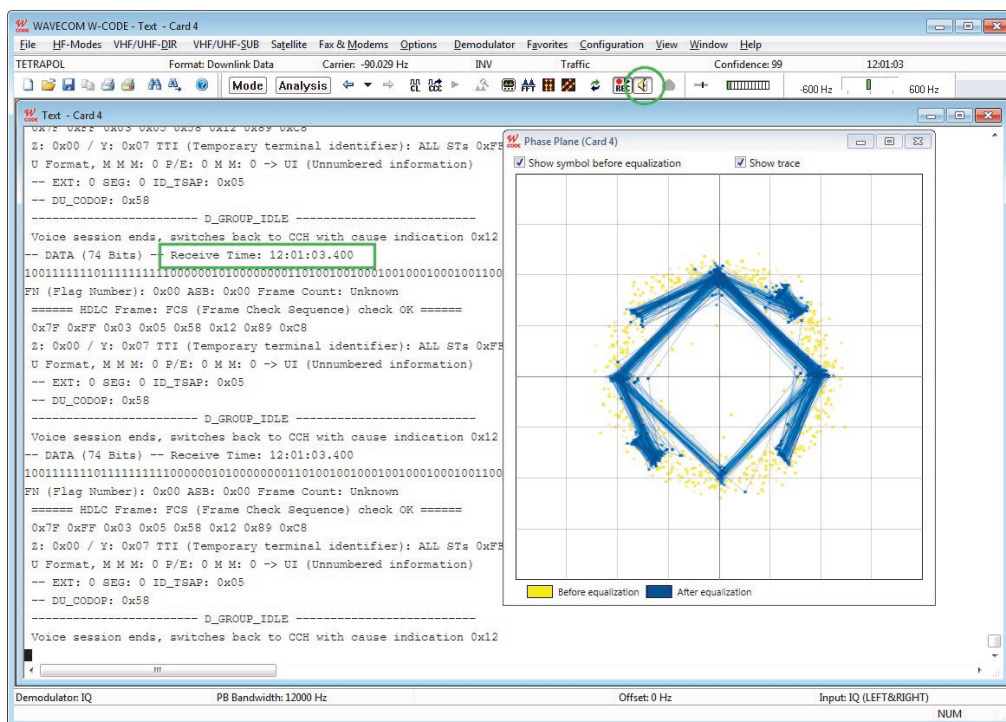 WAVECOM W-CODE - Text - Card 4
File HF-Modes VHF/UHF-DIR VHF/UHF-SUB Satellite Fax & Modems Options Demodulator Favorites Configuration View Window Help
TETRAPOL Format: Downlink Data Carrier: -90.029 Hz INV Traffic Confidence: 99 12:01:03
Mode Analysis CL CCC REC -600 Hz 600 Hz
Text - Card 4
0x7F 0xFF 0x03 0x05 0x58 0x12 0x89 0xC8
Z: 0x00 / Y: 0x07 TTI (Temporary terminal identifier): ALL STs 0xFF
U Format, M M M: 0 P/E: 0 M M: 0 -> UI (Unnumbered information)
-- EXT: 0 SEG: 0 ID_TSAP: 0x05
-- DU_CODOP: 0x58
------------------------ D_GROUP_IDLE --------------------------
Voice session ends, switches back to CCH with cause indication 0x12
-- DATA (74 Bits) -- Receive Time: 12:01:03.400
FN (Flag Number): 0x00 ASB: 0x00 Frame Count: Unknown
====== HDLC Frame: FCS (Frame Check Sequence) check OK ======
0x7F 0xFF 0x03 0x05 0x58 0x12 0x89 0xC8
Z: 0x00 / Y: 0x07 TTI (Temporary terminal identifier): ALL STs 0xFF
U Format, M M M: 0 P/E: 0 M M: 0 -> UI (Unnumbered information)
-- EXT: 0 SEG: 0 ID_TSAP: 0x05
-- DU_CODOP: 0x58
------------------------ D_GROUP_IDLE --------------------------
Voice session ends, switches back to CCH with cause indication 0x12
-- DATA (74 Bits) -- Receive Time: 12:01:03.400
FN (Flag Number): 0x00 ASB: 0x00 Frame Count: Unknown
====== HDLC Frame: FCS (Frame Check Sequence) check OK ======
0x7F 0xFF 0x03 0x05 0x58 0x12 0x89 0xC8
Z: 0x00 / Y: 0x07 TTI (Temporary terminal identifier): ALL STs 0xFF
U Format, M M M: 0 P/E: 0 M M: 0 -> UI (Unnumbered information)
-- EXT: 0 SEG: 0 ID_TSAP: 0x05
-- DU_CODOP: 0x58
------------------------ D_GROUP_IDLE --------------------------
Voice session ends, switches back to CCH with cause indication 0x12
Phase Plane (Card 4)
Show symbol before equalization Show trace
Before equalization After equalization
Demodulator: IQ PB Bandwidth: 12000 Hz Offset: 0 Hz Input: IQ (LEFT&RIGHT)
NUM